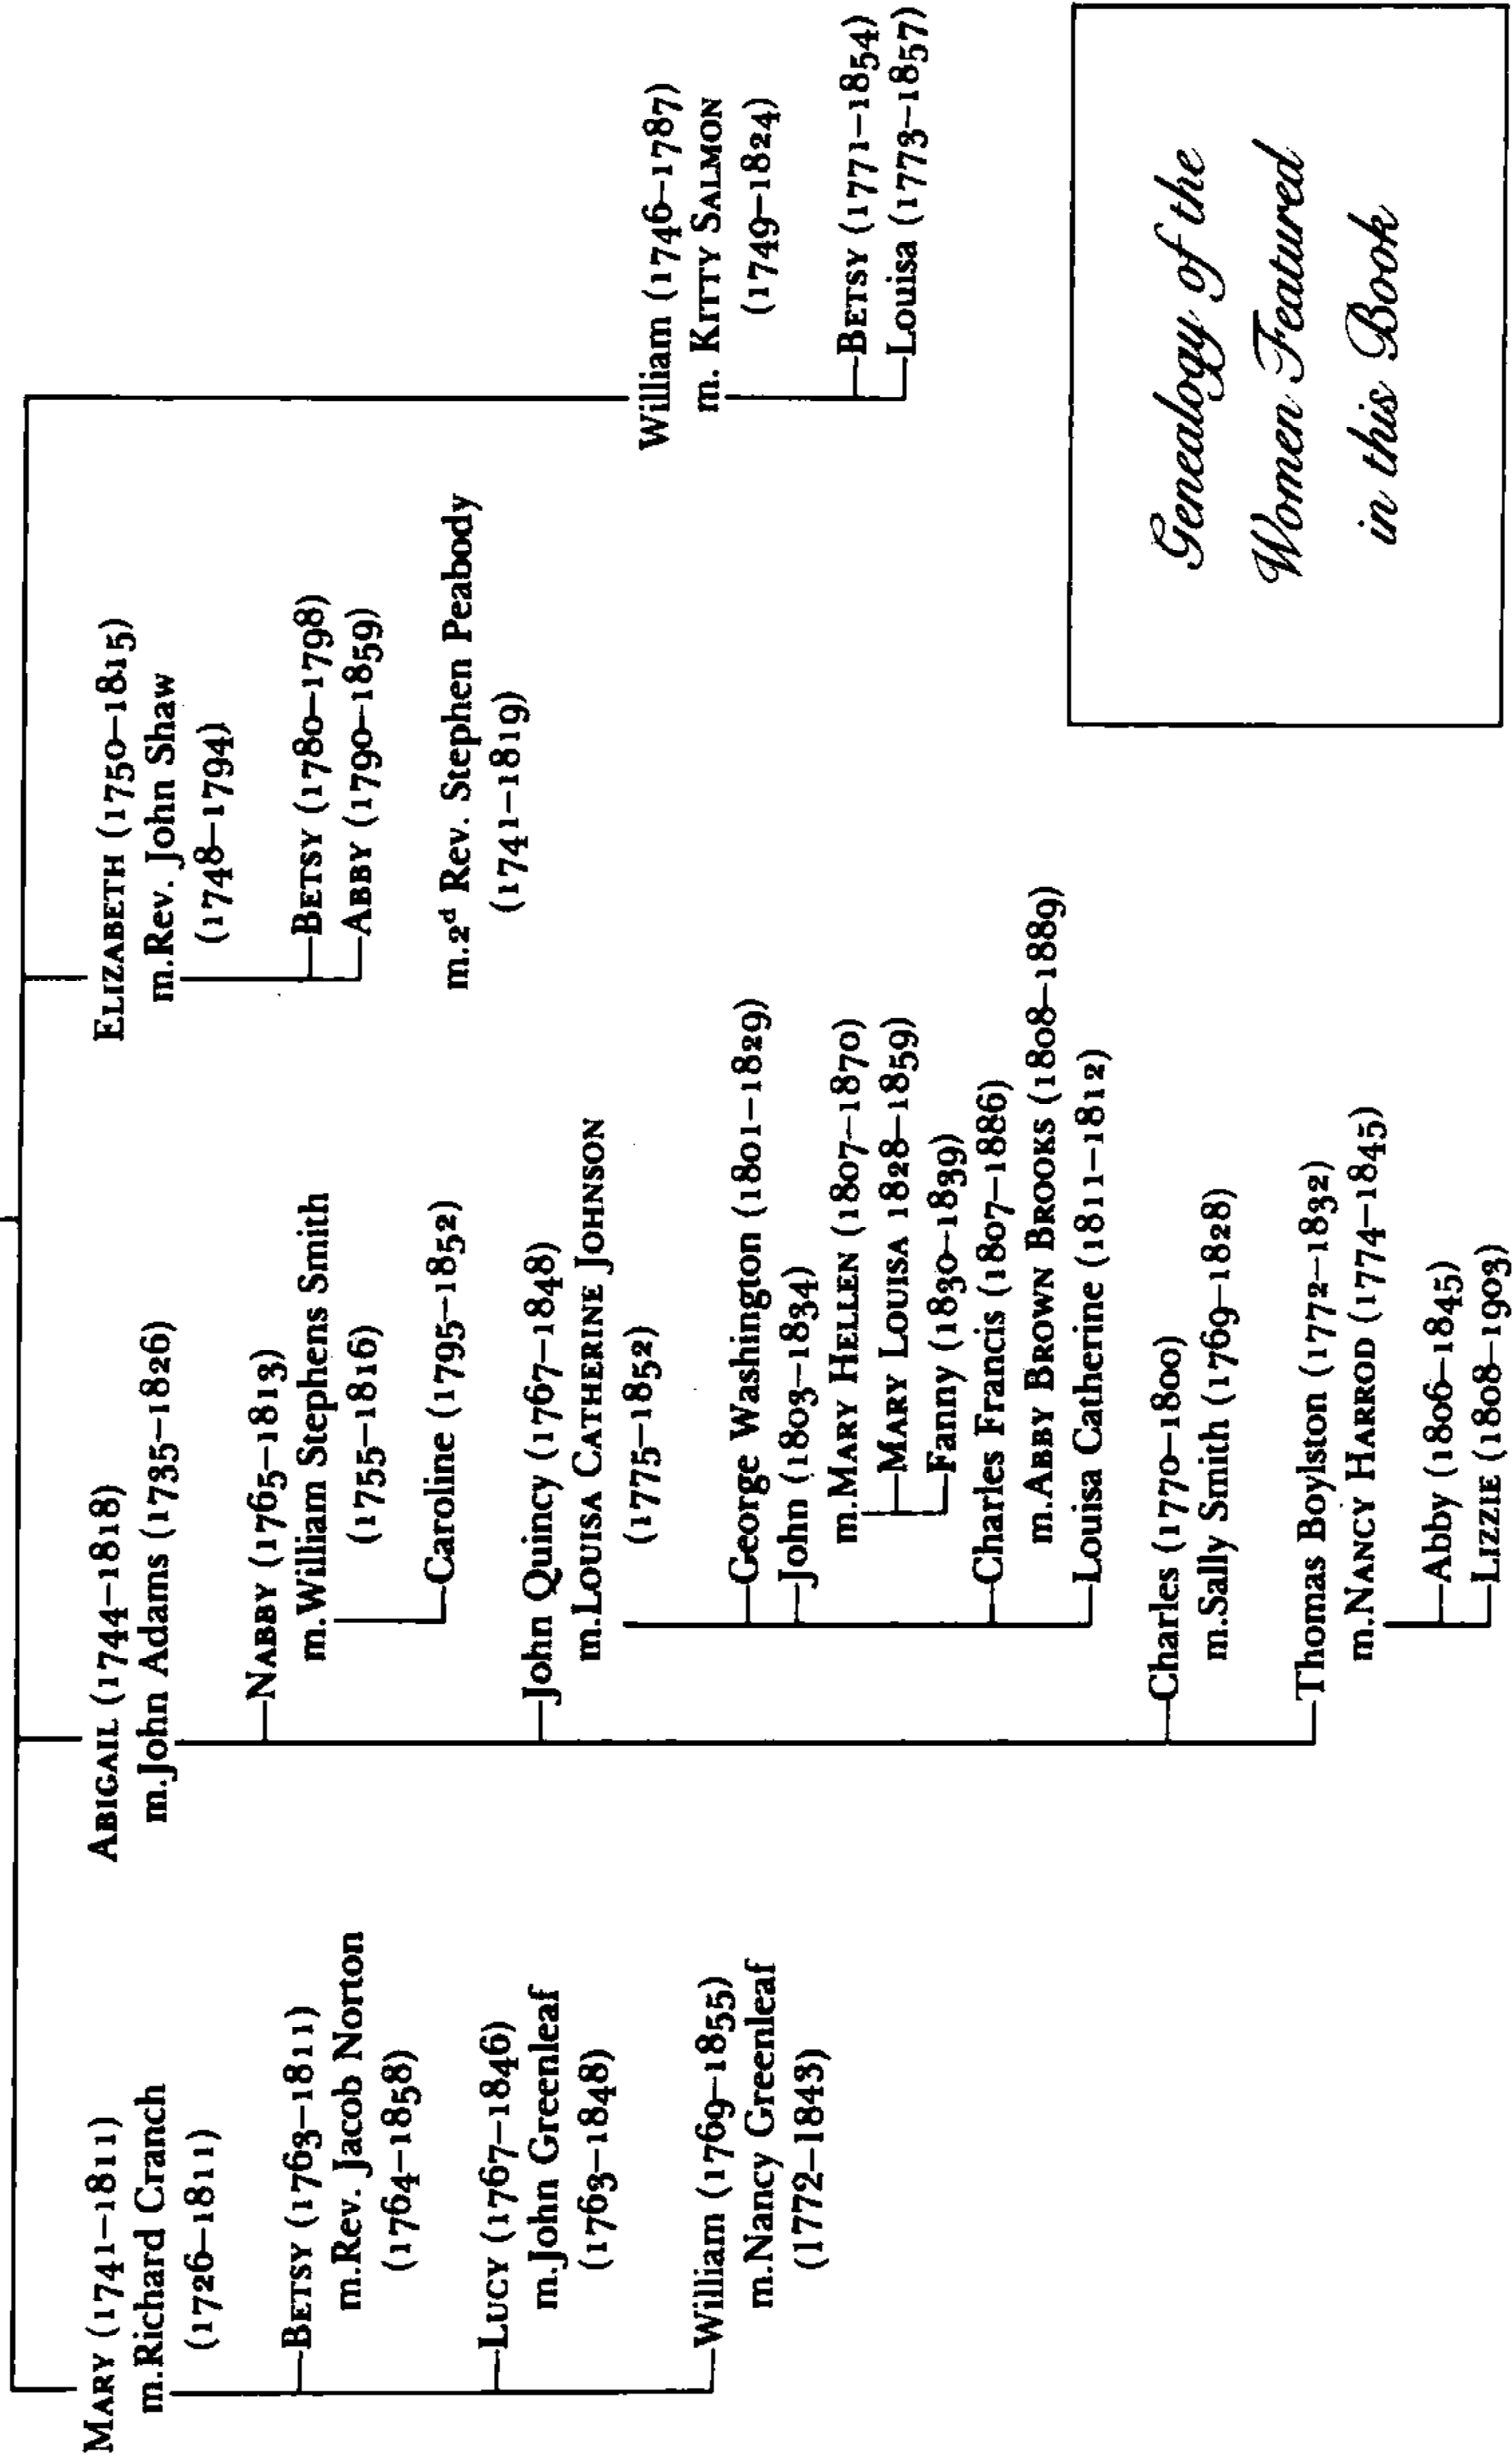 MARY (1741–1811)
m.Richard Cranch
(1726–1811)
BETSY (1763–1811)
m.Rev. Jacob Norton
(1764–1858)
LUCY (1767–1846)
m.John Greenleaf
(1763–1848)
William (1769–1855)
m.Nancy Greenleaf
(1772–1843)
ABIGAIL (1744–1818)
m.John Adams (1735–1826)
NABBY (1765–1813)
m.William Stephens Smith
(1755–1816)
Caroline (1795–1852)
John Quincy (1767–1848)
m.LOUISA CATHERINE JOHNSON
(1775–1852)
George Washington (1801–1829)
John (1803–1834)
m.MARY HELLEN (1807–1870)
MARY LOUISA 1828–1859)
Fanny (1830–1839)
Charles Francis (1807–1886)
m.ABBY BROWN BROOKS (1808–1889)
Louisa Catherine (1811–1812)
Charles (1770–1800)
m.Sally Smith (1769–1828)
Thomas Boylston (1772–1832)
m.NANCY HARROD (1774–1845)
Abby (1806–1845)
LIZZIE (1808–1903)
ELIZABETH (1750–1815)
m.Rev. John Shaw
(1748–1794)
BETSY (1780–1798)
ABBY (1790–1859)
m.2d Rev. Stephen Peabody
(1741–1819)
William (1746–1787)
m. KITTY SALMON
(1749–1824)
BETSY (1771–1854)
Louisa (1773–1857)
Genealogy of the
Women Featured
in this Book